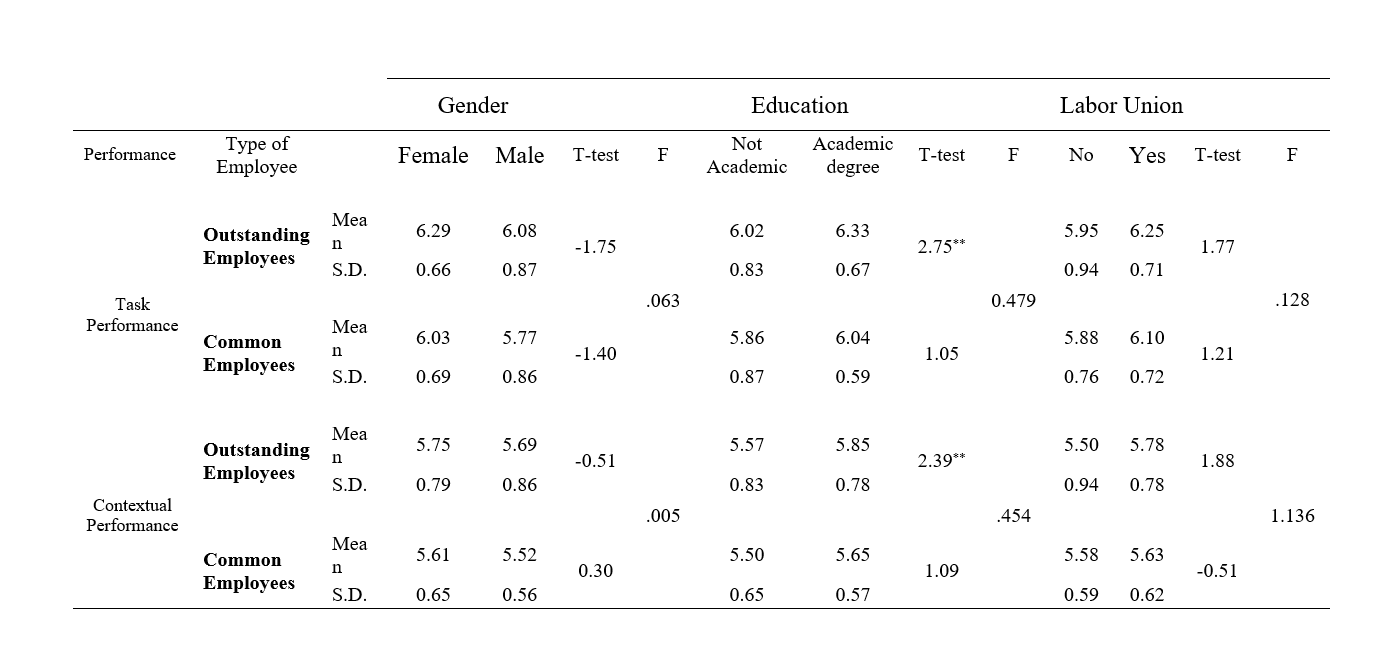 Gender Education Labor Union
Performance Type of Employee Female Male T-test F Not Academic Academic degree T-test F No Yes T-test F
Task Performance
Outstanding Employees
Mean 6.29 6.08 -1.75 6.02 6.33 2.75** 5.95 6.25 1.77
S.D. 0.66 0.87 0.83 0.67 0.94 0.71
.063 0.479 .128
Common Employees
Mean 6.03 5.77 -1.40 5.86 6.04 1.05 5.88 6.10 1.21
S.D. 0.69 0.86 0.87 0.59 0.76 0.72
Contextual Performance
Outstanding Employees
Mean 5.75 5.69 -0.51 5.57 5.85 2.39** 5.50 5.78 1.88
S.D. 0.79 0.86 0.83 0.78 0.94 0.78
.005 .454 1.136
Common Employees
Mean 5.61 5.52 0.30 5.50 5.65 1.09 5.58 5.63 -0.51
S.D. 0.65 0.56 0.65 0.57 0.59 0.62